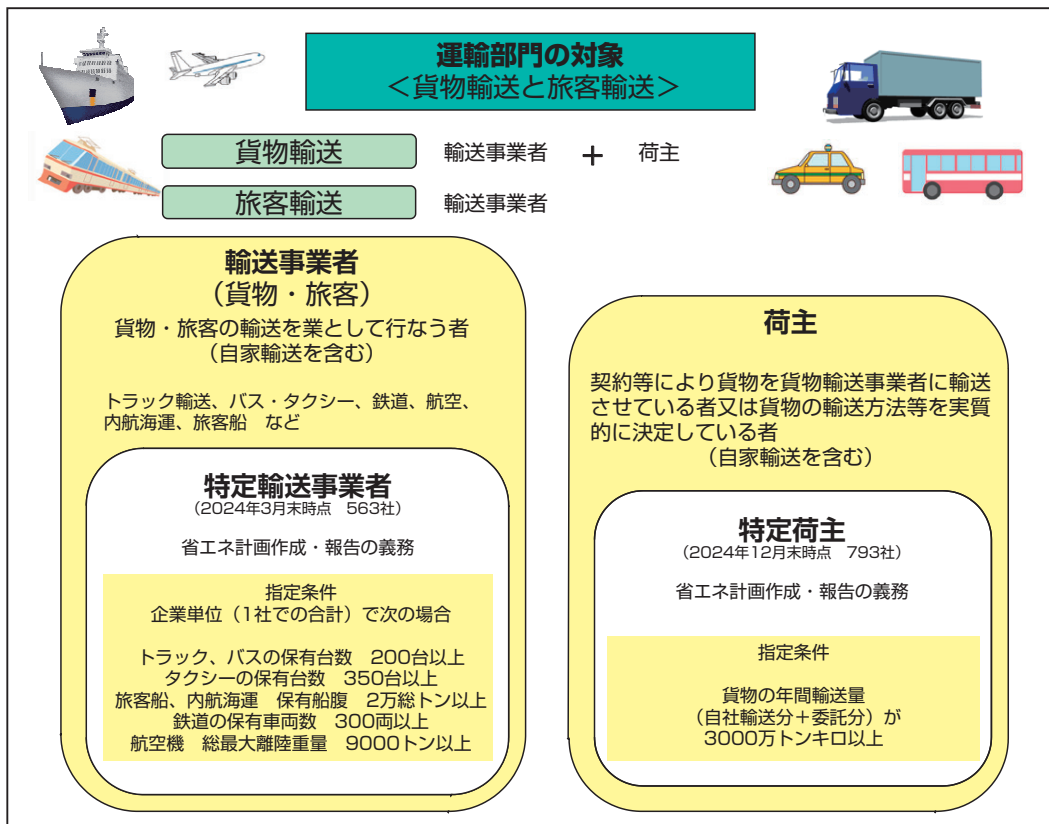 運輸部門の対象
＜貨物輸送と旅客輸送＞
貨物輸送　輸送事業者　＋　荷主
旅客輸送　輸送事業者
輸送事業者
（貨物・旅客）
貨物・旅客の輸送を業として行なう者
（自家輸送を含む）
トラック輸送、バス・タクシー、鉄道、航空、
内航海運、旅客船　など
特定輸送事業者
（2024年3月末時点　563社）
省エネ計画作成・報告の義務
指定条件
企業単位（1社での合計）で次の場合
トラック、バスの保有台数　200台以上
タクシーの保有台数　350台以上
旅客船、内航海運　保有船腹　2万総トン以上
鉄道の保有車両数　300両以上
航空機　総最大離陸重量　9000トン以上
荷主
契約等により貨物を貨物輸送事業者に輸送
させている者又は貨物の輸送方法等を実質
的に決定している者
（自家輸送を含む）
特定荷主
（2024年12月末時点　793社）
省エネ計画作成・報告の義務
指定条件
貨物の年間輸送量
（自社輸送分＋委託分）が
3000万トンキロ以上